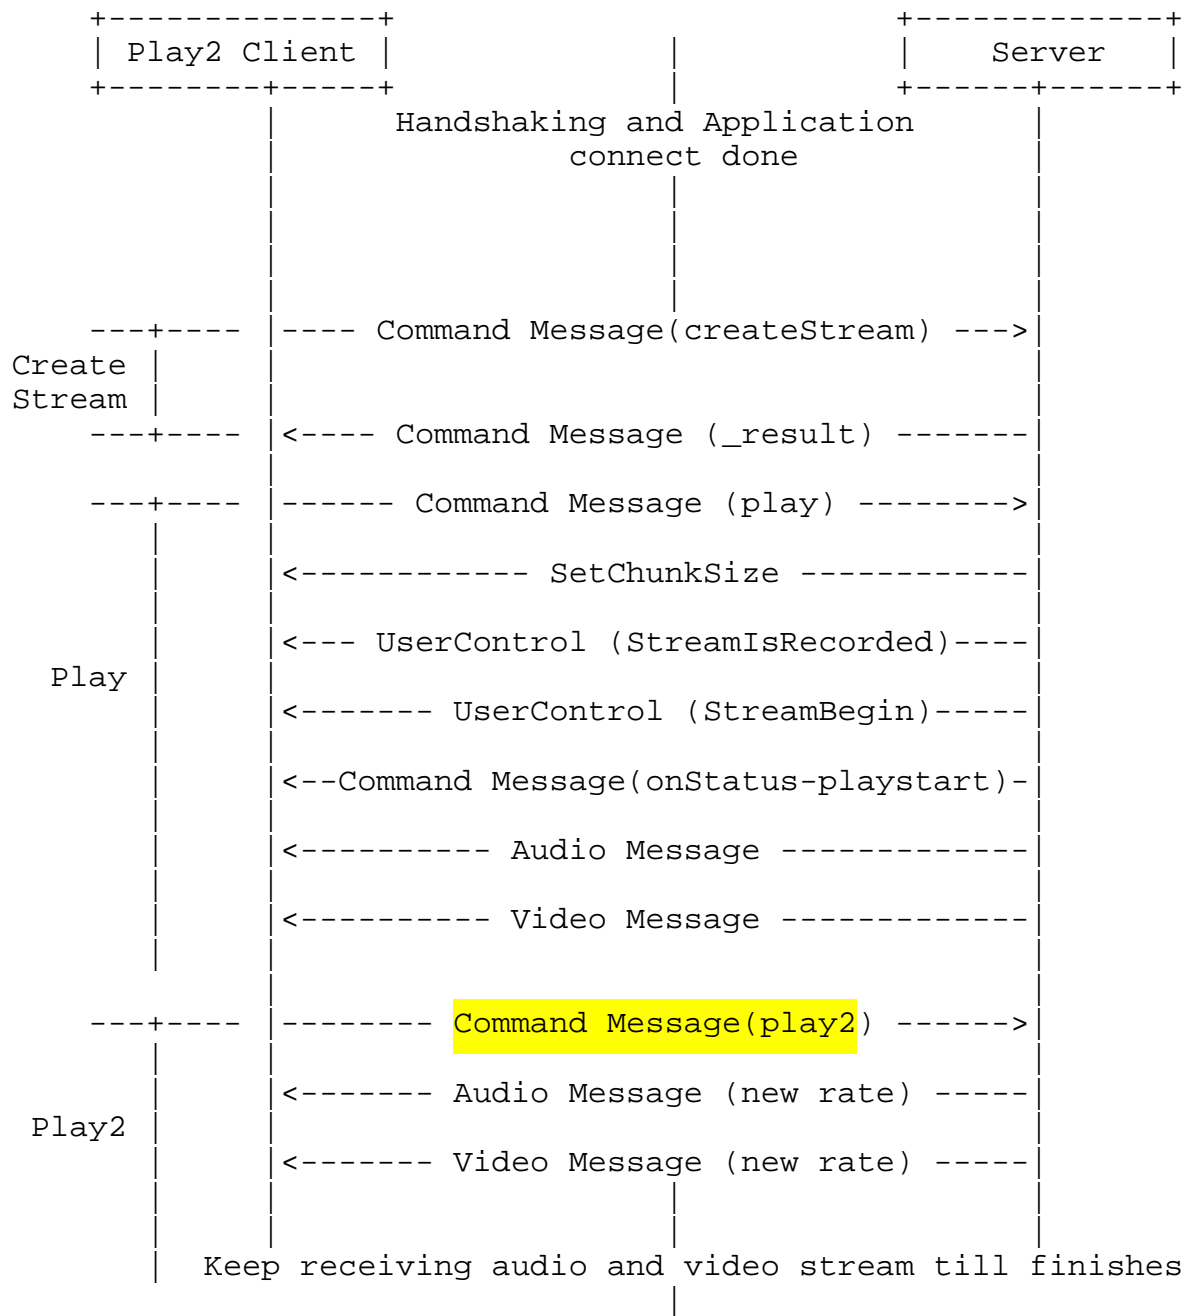 +---------------+ +--------------+
| Play2 Client | | | Server |
+--------+-----+ | +------+------+
| Handshaking and Application |
| connect done |
| | |
| | |
| | |
| | |
---+---- |---- Command Message(createStream) --->|
Create | | |
Stream | | |
---+---- |<---- Command Message (_result) -------|
| |
---+---- |------ Command Message (play) -------->|
| | |
| |<------------ SetChunkSize ------------|
| | |
| |<--- UserControl (StreamIsRecorded)----|
Play | | |
| |<------- UserControl (StreamBegin)-----|
| | |
| |<--Command Message(onStatus-playstart)-|
| | |
| |<---------- Audio Message -------------|
| | |
| |<---------- Video Message -------------|
| | |
| |
---+---- |-------- Command Message(play2) ------>|
| | |
| |<------- Audio Message (new rate) -----|
Play2 | | |
| |<------- Video Message (new rate) -----|
| | | |
| | | |
| Keep receiving audio and video stream till finishes
|